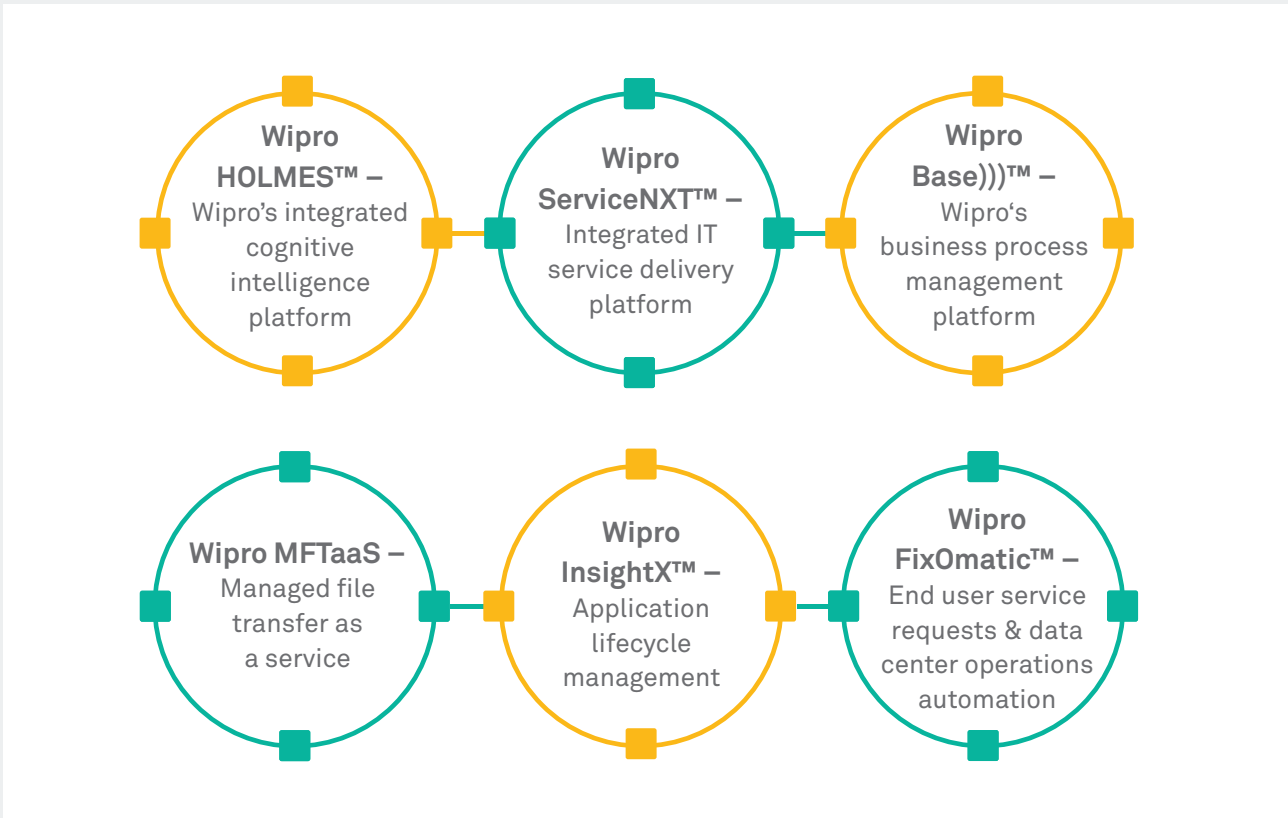 Wipro
HOLMES™ –
Wipro’s integrated
cognitive
intelligence
platform
Wipro
ServiceNXT™ –
Integrated IT
service delivery
platform
Wipro
Base)))™ –
Wipro‘s
business process
management
platform
Wipro MFTaaS –
Managed file
transfer as
a service
Wipro
InsightX™ –
Application
lifecycle
management
Wipro
FixOmatic™ –
End user service
requests & data
center operations
automation